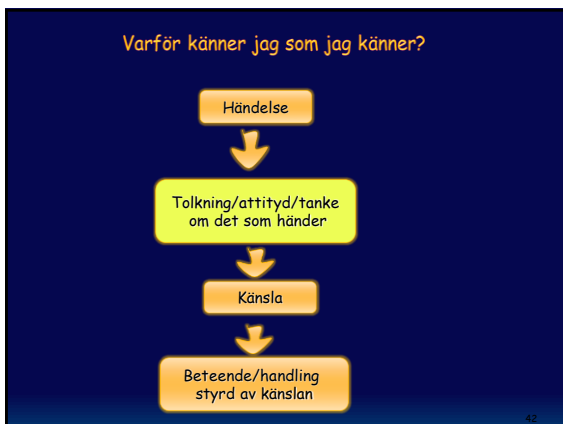 Varför känner jag som jag känner?
Händelse
Tolkning/attityd/tanke
om det som händer
Känsla
Beteende/handling
styrd av känslan
42